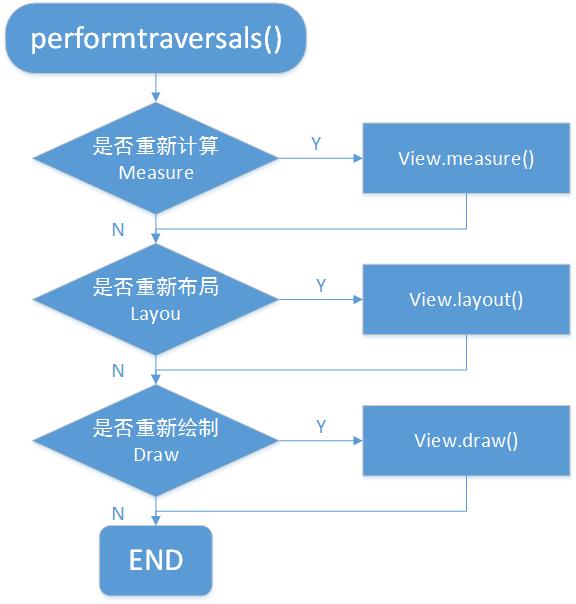 performtraversals()
是否重新计算
Measure
Y
View.measure()
N
是否重新布局
Layou
Y
View.layout()
N
是否重新绘制
Draw
Y
View.draw()
N
END